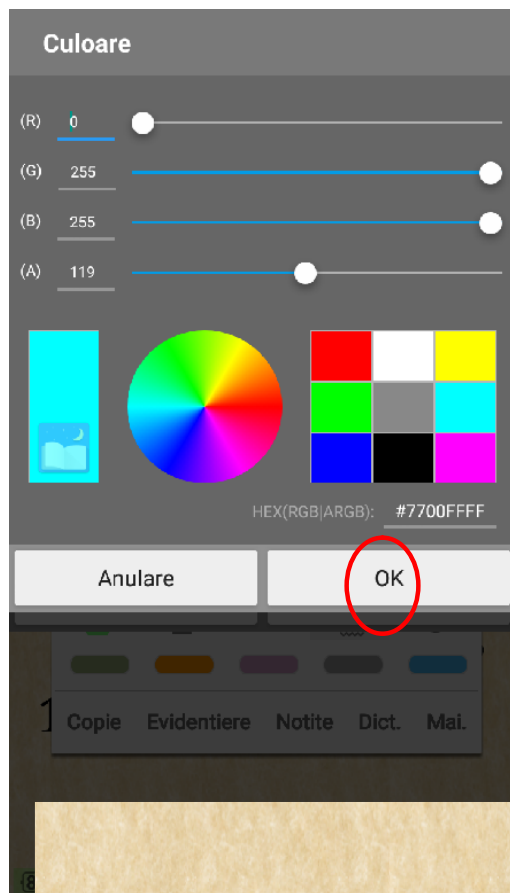 Culoare
(R) 0
(G) 255
(B) 255
(A) 119
HEX(RGB|ARGB): #7700FFFF
Anulare OK
Copie Evidentiere Notite Dict. Mai.